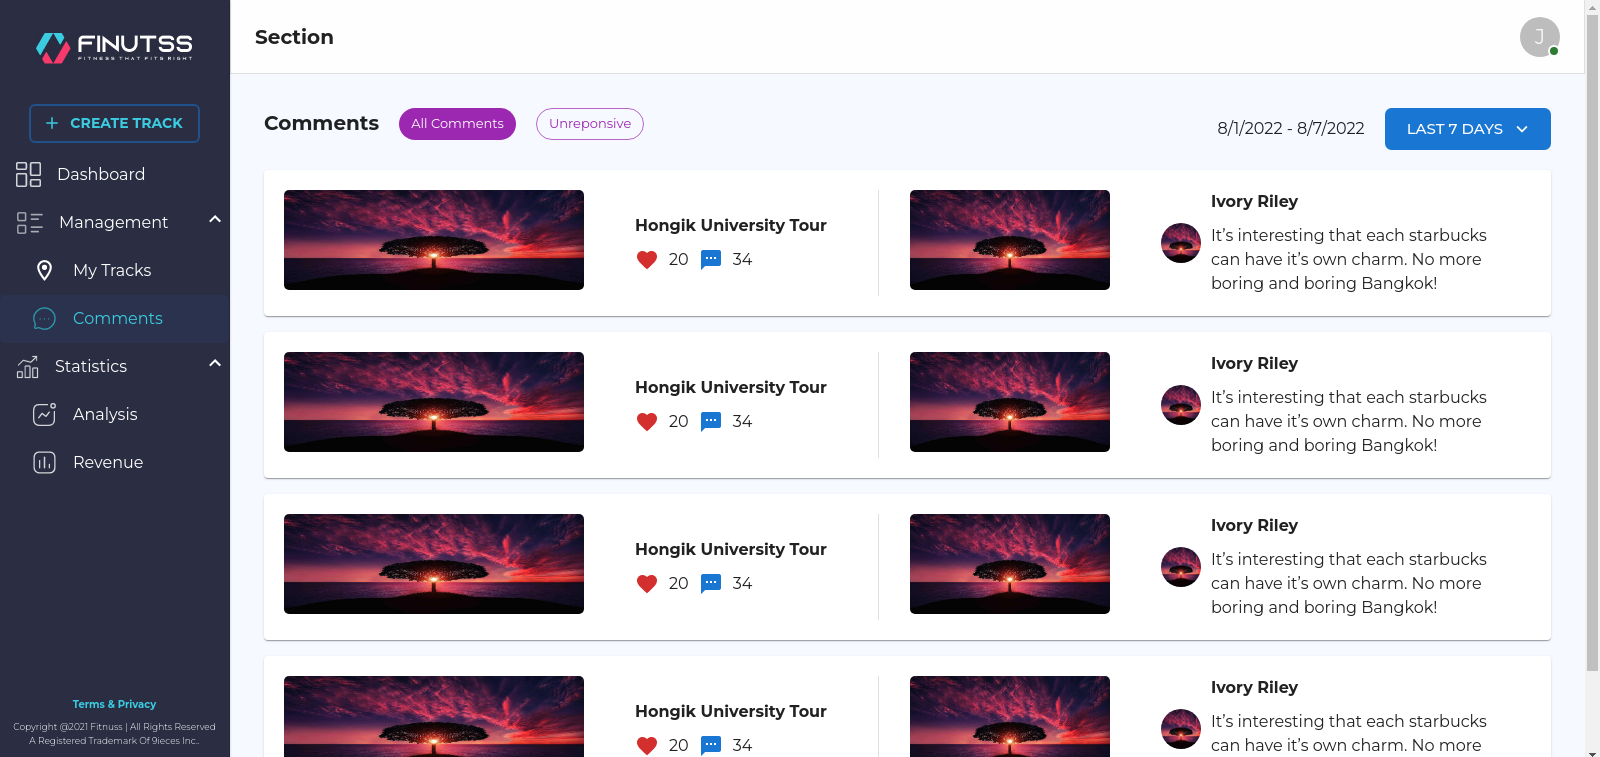 FINUTSS
FITNESS THAT FITS RIGHT
CREATE TRACK
Dashboard
Management
My Tracks
Comments
Statistics
Analysis
Revenue
Terms & Privacy
Copyright @2021 Fitnuss | All Rights Reserved
A Registered Trademark Of 9ieces Inc..
Section
J
Comments
All Comments
Unreponsive
8/1/2022 - 8/7/2022
LAST 7 DAYS
Hongik University Tour
20 34
Ivory Riley
It’s interesting that each starbucks
can have it’s own charm. No more
boring and boring Bangkok!
Hongik University Tour
20 34
Ivory Riley
It’s interesting that each starbucks
can have it’s own charm. No more
boring and boring Bangkok!
Hongik University Tour
20 34
Ivory Riley
It’s interesting that each starbucks
can have it’s own charm. No more
boring and boring Bangkok!
Hongik University Tour
20 34
Ivory Riley
It’s interesting that each starbucks
can have it’s own charm. No more